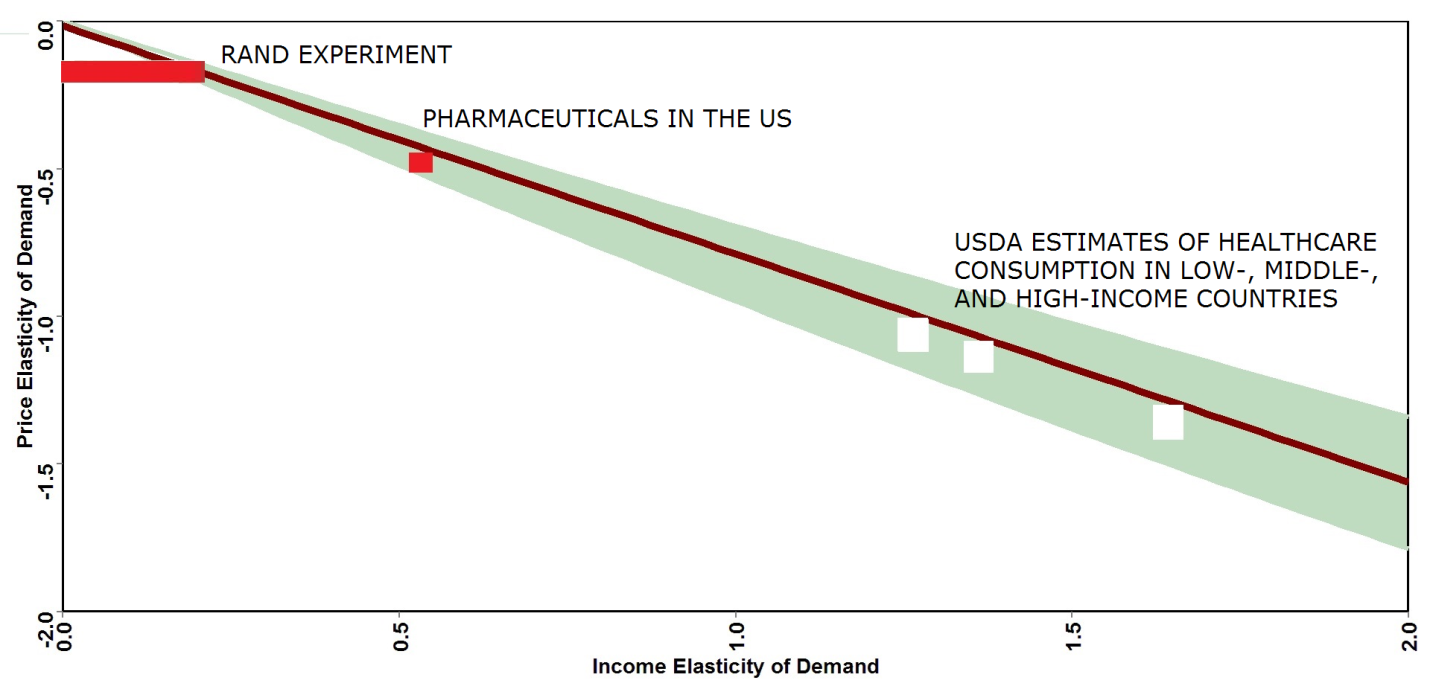 0.0
RAND EXPERIMENT
PHARMACEUTICALS IN THE US
-0.5
Price Elasticity of Demand
USDA ESTIMATES OF HEALTHCARE
CONSUMPTION IN LOW-, MIDDLE-,
AND HIGH-INCOME COUNTRIES
-1.0
-1.5
-2.0
0.0
0.5
1.0
1.5
2.0
Income Elasticity of Demand